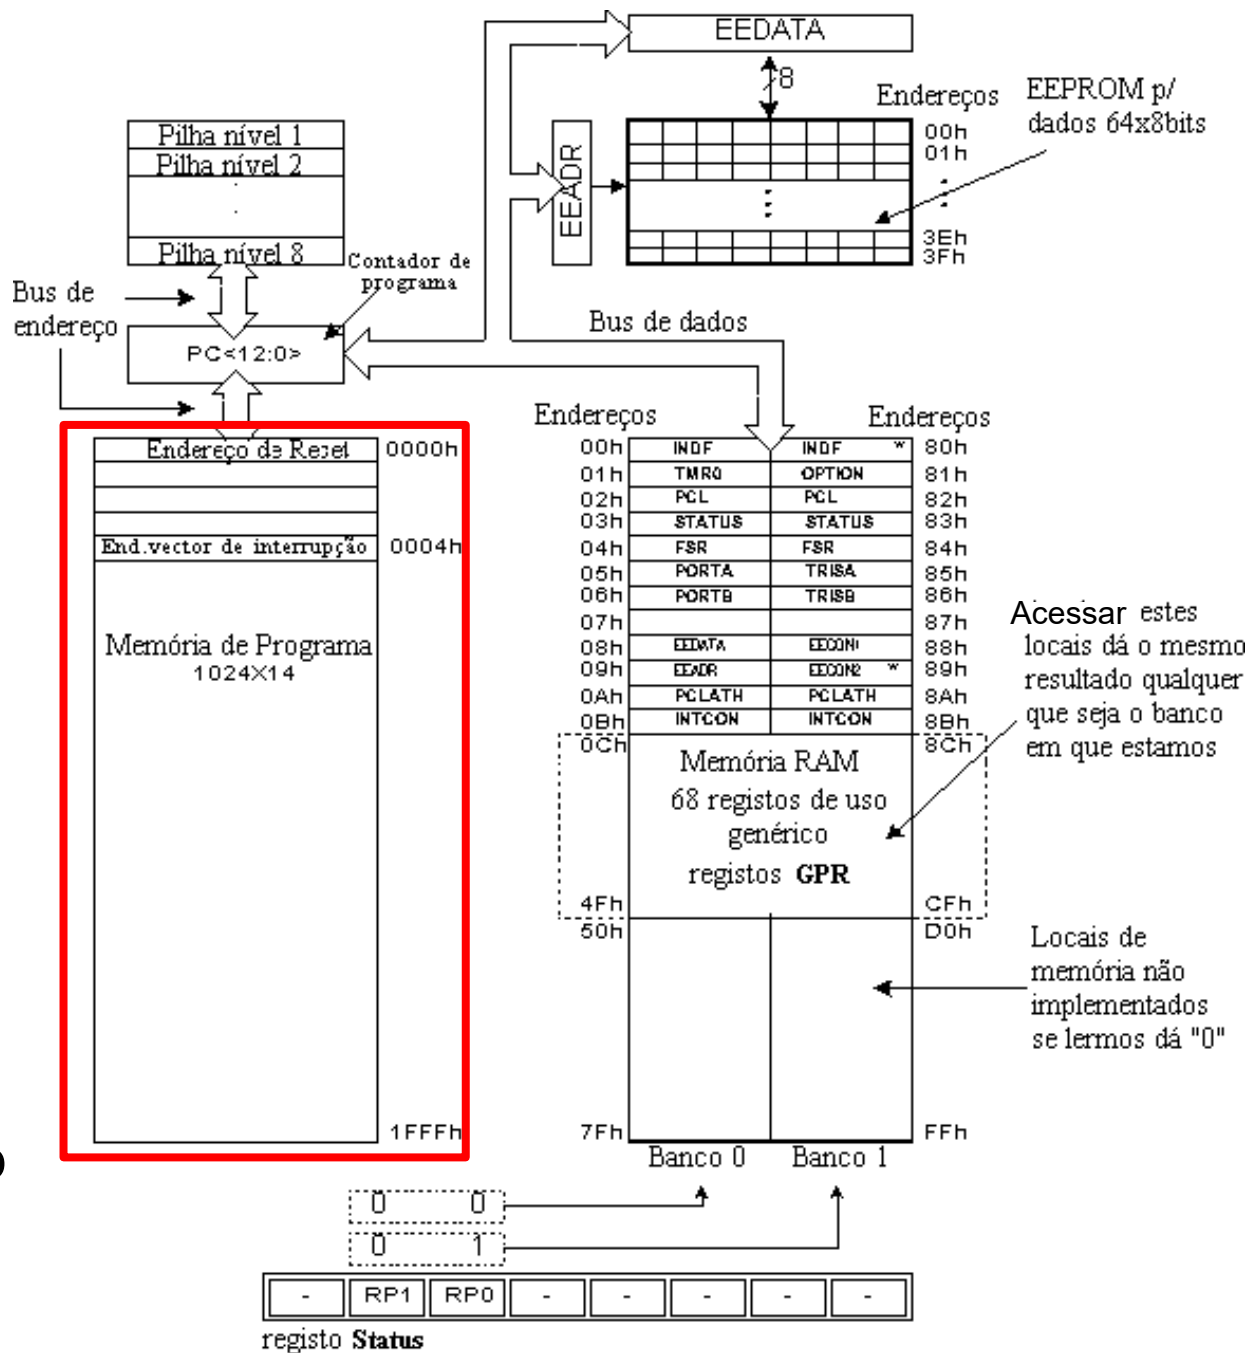 EEDATA
8
Endereços
EEPROM p/
dados 64x8bits
00h
01h
EEADR
3Eh
3Fh
Pilha nível 1
Pilha nível 2
Pilha nível 8
Contador de
programa
Bus de
endereço
PC<12:0>
Bus de dados
Endereço de Reset
0000h
End.vector de interrupção
0004h
Memória de Programa
1024X14
1FFFh
Endereços
Endereços
00h INDF INDF * 80h
01h TMR0 OPTION 81h
02h PCL PCL 82h
03h STATUS STATUS 83h
04h FSR FSR 84h
05h PORTA TRISA 85h
06h PORTB TRISB 86h
07h 87h
08h EEDATA EECON1 88h
09h EEADR EECON2 * 89h
0Ah PCLATH PCLATH 8Ah
0Bh INTCON INTCON 8Bh
0Ch 8Ch
Memória RAM
68 registos de uso
genérico
registos GPR
4Fh CFh
50h D0h
7Fh FFh
Banco 0 Banco 1
Acessar estes
locais dá o mesmo
resultado qualquer
que seja o banco
em que estamos
Locais de
memória não
implementados
se lermos dá "0"
0 0
0 1
- RP1 RP0 - - - - -
registo Status